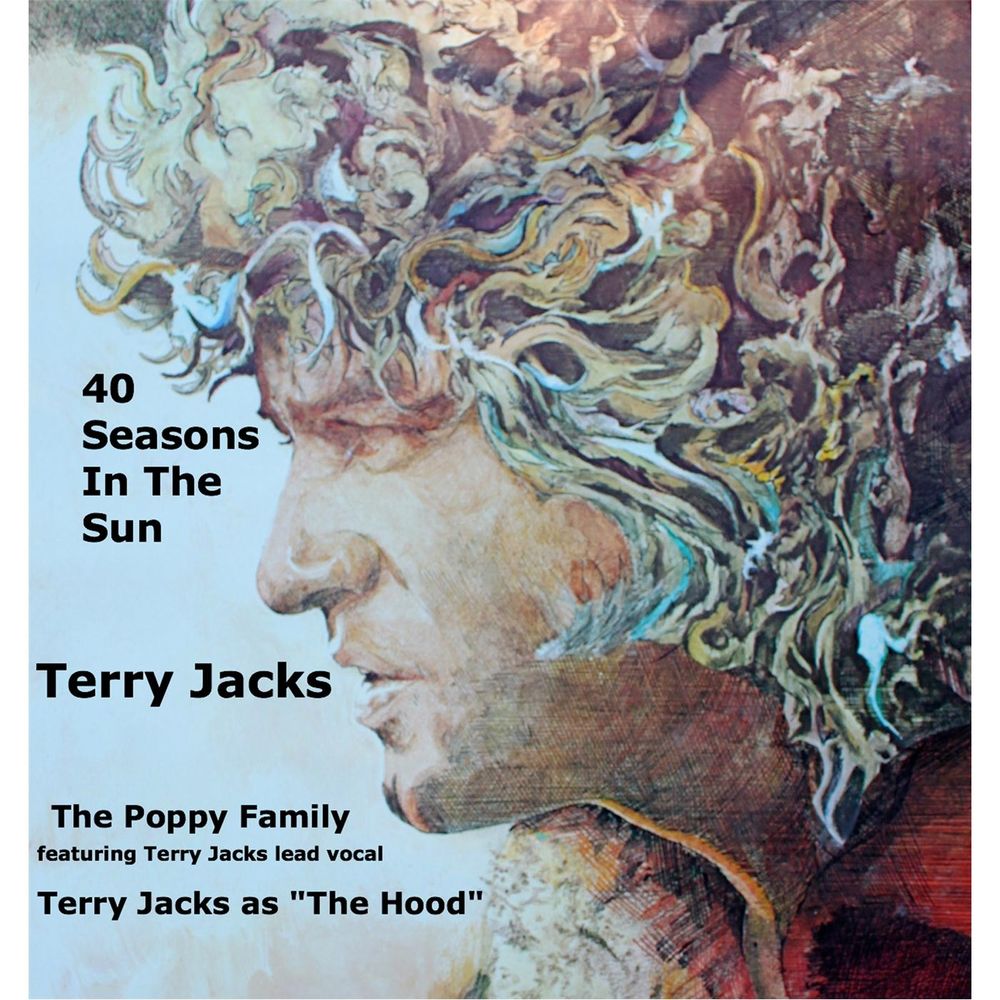 40
Seasons
In The
Sun
Terry Jacks
The Poppy Family
featuring Terry Jacks lead vocal
Terry Jacks as "The Hood"